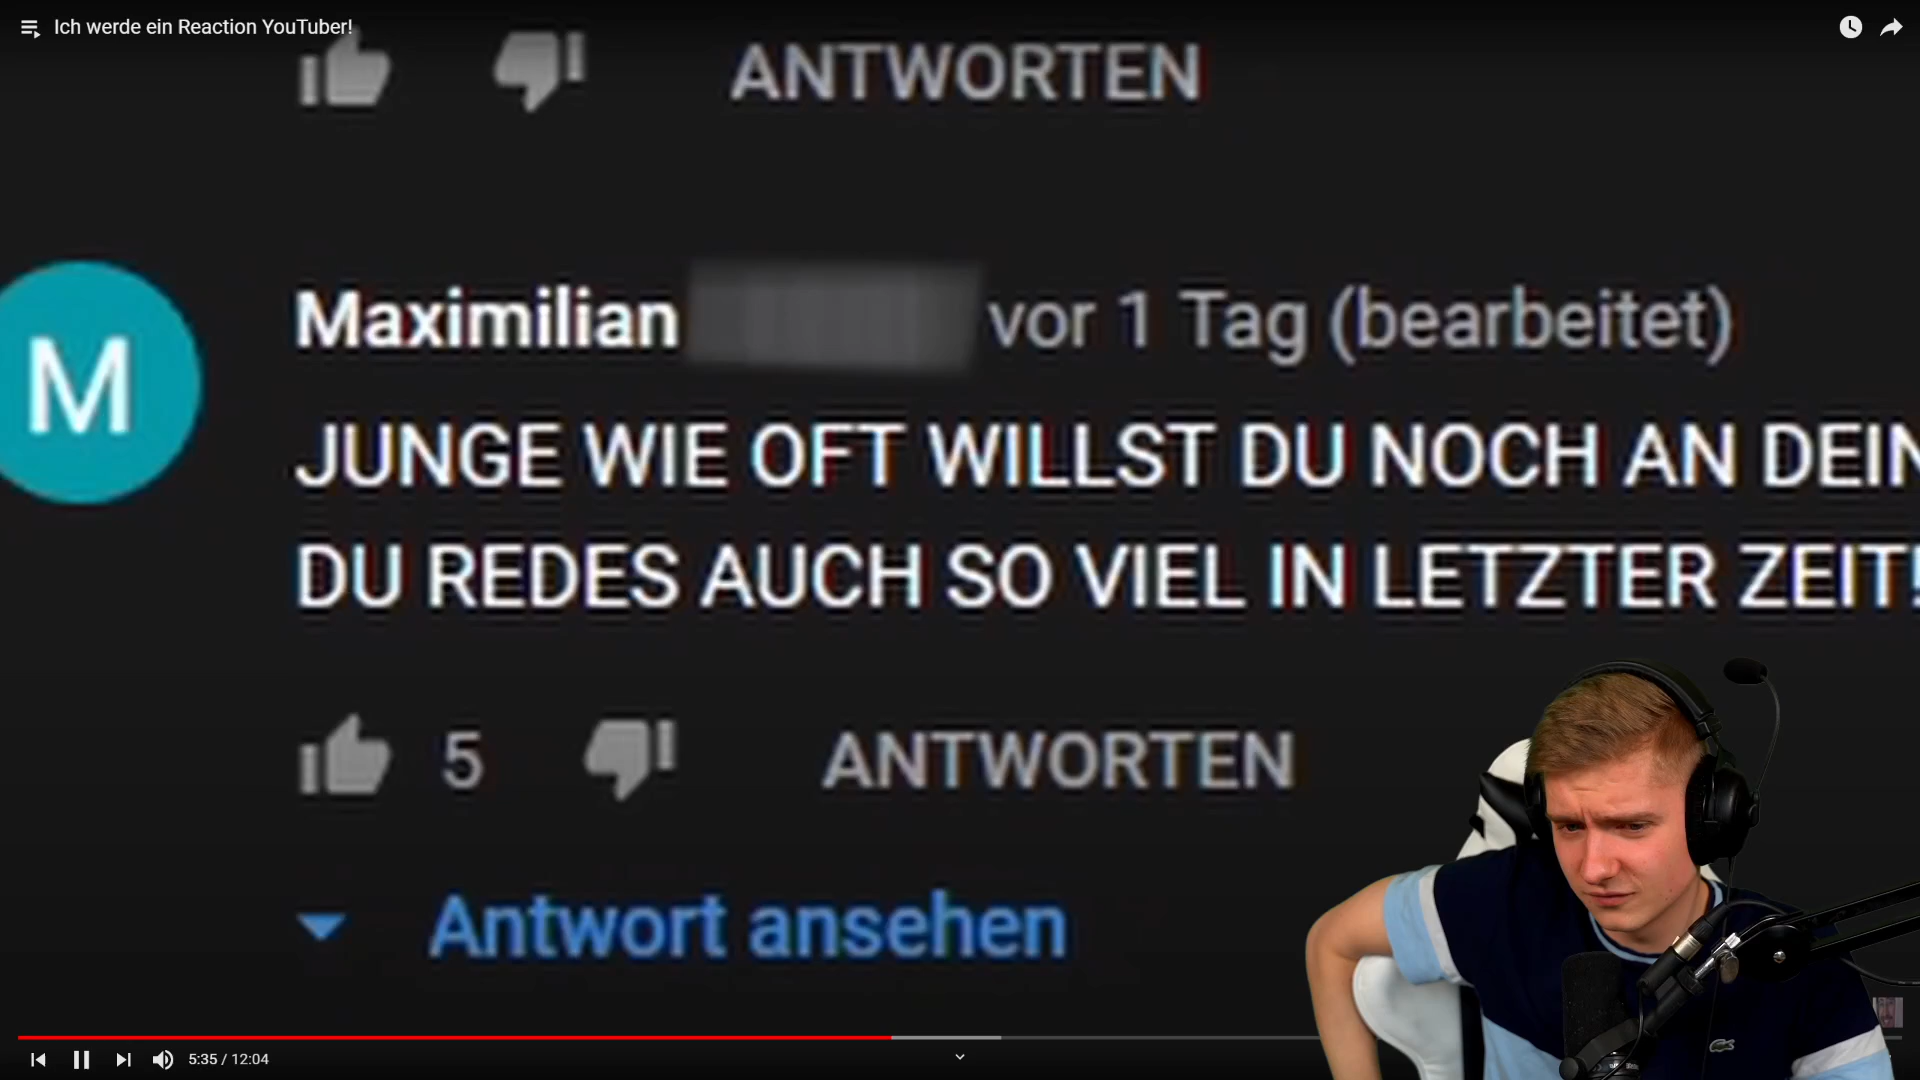 Ich werde ein Reaction YouTuber!
ANTWORTEN
M
Maximilian vor 1 Tag (bearbeitet)
JUNGE WIE OFT WILLST DU NOCH AN DEIN
DU REDES AUCH SO VIEL IN LETZTER ZEIT!
5 ANTWORTEN
Antwort ansehen
5:35 / 12:04